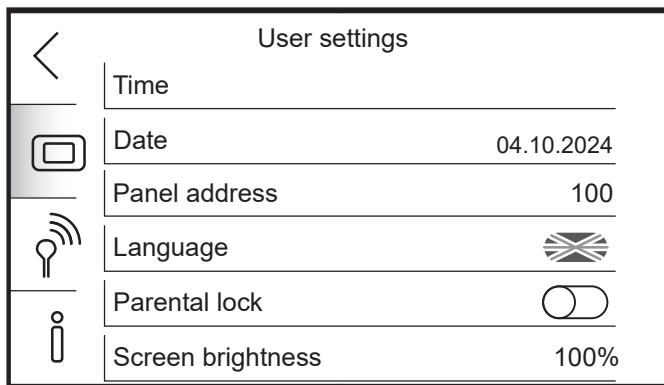 User settings
Time
Date 04.10.2024
Panel address 100
Language
Parental lock
Screen brightness 100%